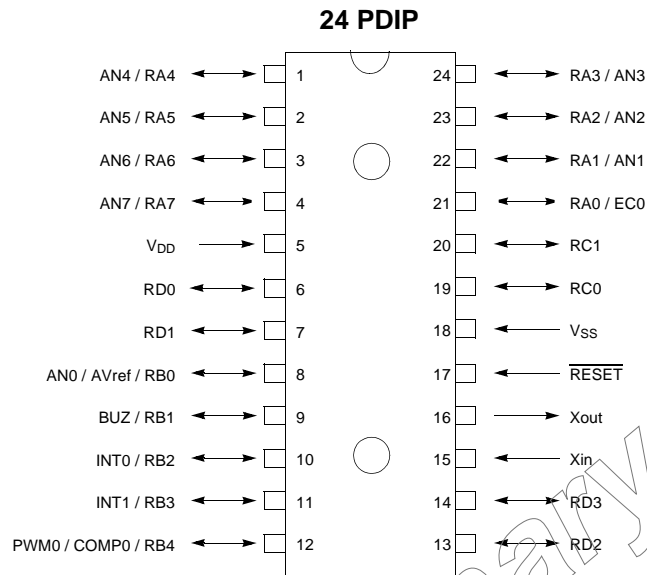 24 PDIP
AN4 / RA4 1 24 RA3 / AN3
AN5 / RA5 2 23 RA2 / AN2
AN6 / RA6 3 22 RA1 / AN1
AN7 / RA7 4 21 RA0 / EC0
VDD 5 20 RC1
RD0 6 19 RC0
RD1 7 18 VSS
AN0 / AVref / RB0 8 17 RESET
BUZ / RB1 9 16 Xout
INT0 / RB2 10 15 Xin
INT1 / RB3 11 14 RD3
PWM0 / COMP0 / RB4 12 13 RD2